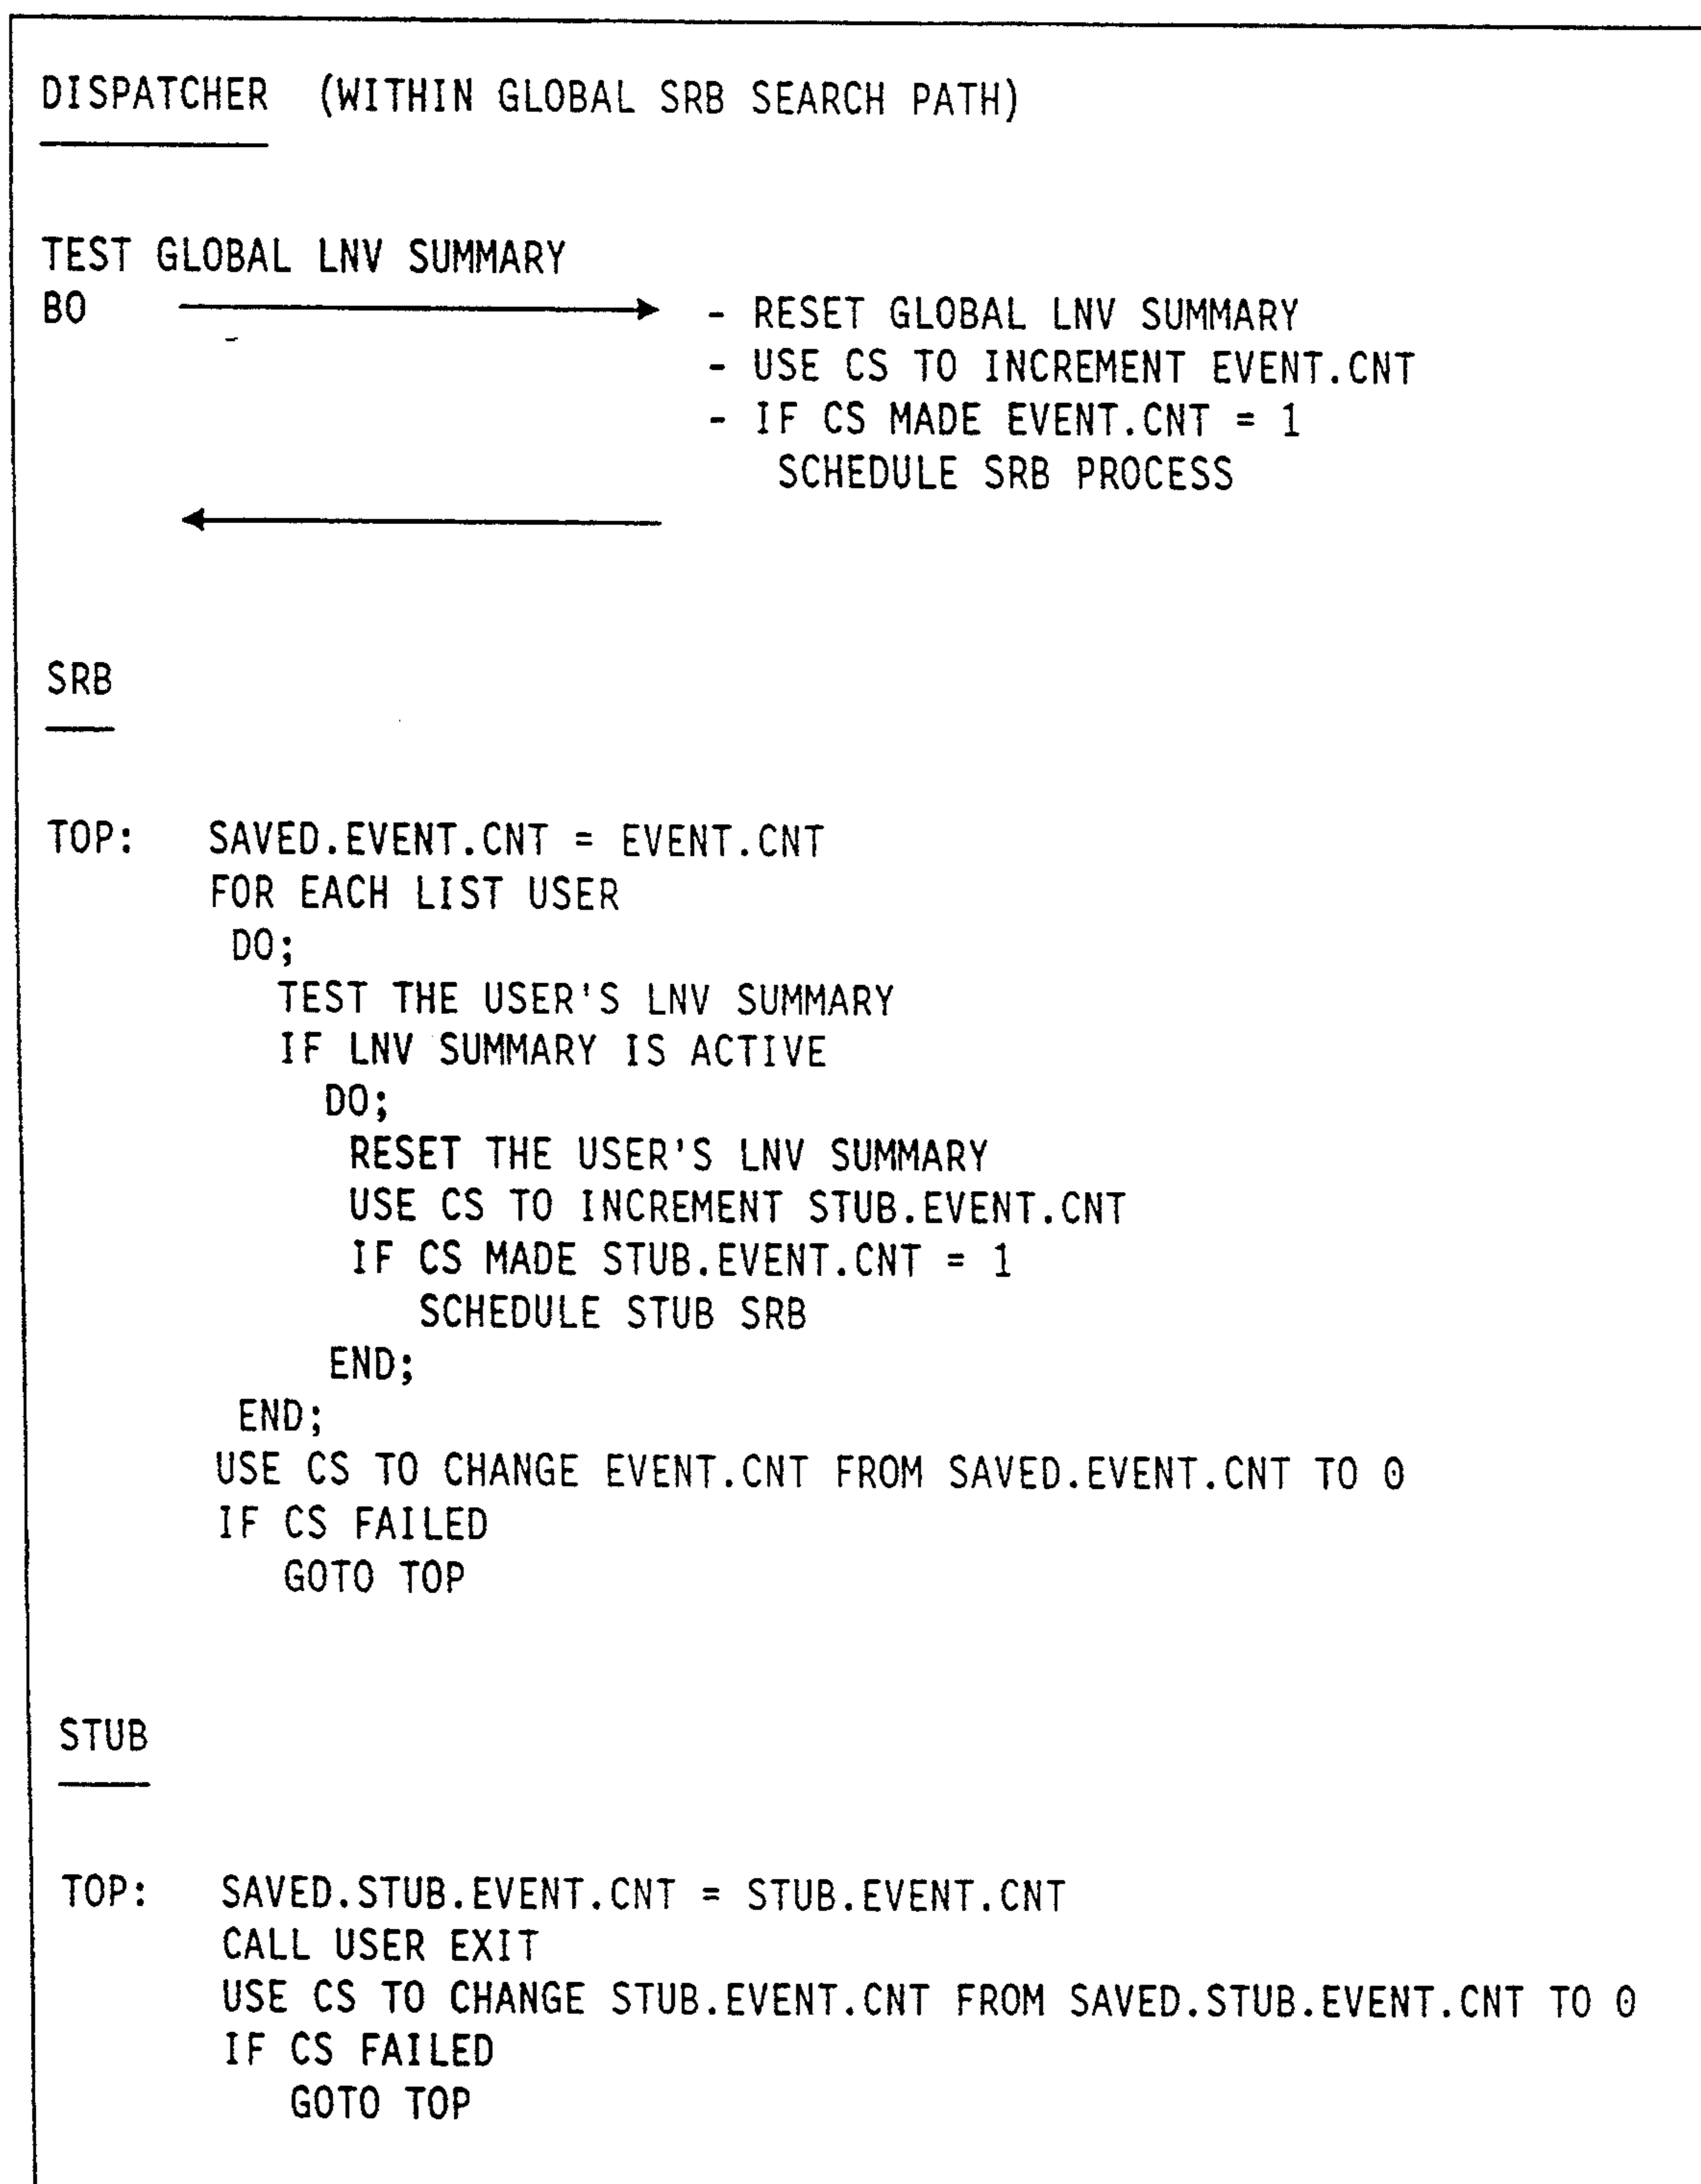 DISPATCHER (WITHIN GLOBAL SRB SEARCH PATH)
TEST GLOBAL LNV SUMMARY
BO - RESET GLOBAL LNV SUMMARY
- USE CS TO INCREMENT EVENT.CNT
- IF CS MADE EVENT.CNT = 1
SCHEDULE SRB PROCESS
SRB
TOP: SAVED.EVENT.CNT = EVENT.CNT
FOR EACH LIST USER
DO;
TEST THE USER'S LNV SUMMARY
IF LNV SUMMARY IS ACTIVE
DO;
RESET THE USER'S LNV SUMMARY
USE CS TO INCREMENT STUB.EVENT.CNT
IF CS MADE STUB.EVENT.CNT = 1
SCHEDULE STUB SRB
END;
END;
USE CS TO CHANGE EVENT.CNT FROM SAVED.EVENT.CNT TO 0
IF CS FAILED
GOTO TOP
STUB
TOP: SAVED.STUB.EVENT.CNT = STUB.EVENT.CNT
CALL USER EXIT
USE CS TO CHANGE STUB.EVENT.CNT FROM SAVED.STUB.EVENT.CNT TO 0
IF CS FAILED
GOTO TOP